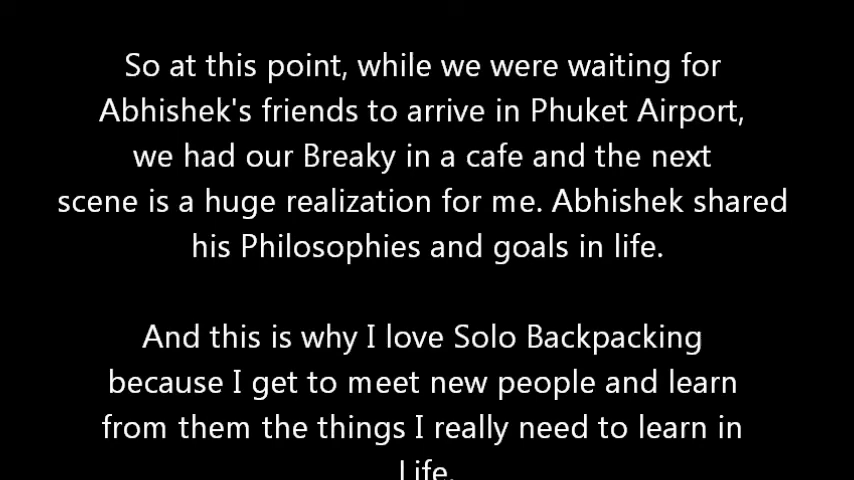 So at this point, while we were waiting for
Abhishek's friends to arrive in Phuket Airport,
we had our Breaky in a cafe and the next
scene is a huge realization for me. Abhishek shared
his Philosophies and goals in life.
And this is why I love Solo Backpacking
because I get to meet new people and learn
from them the things I really need to learn in
Life.